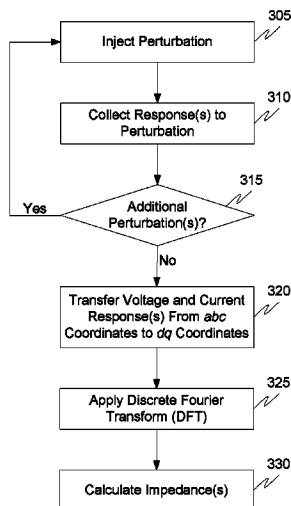 305
Inject Perturbation
310
Collect Response(s) to
Perturbation
315
Additional
Perturbation(s)?
Yes
No
320
Transfer Voltage and Current
Response(s) From abc
Coordinates to dq Coordinates
325
Apply Discrete Fourier
Transform (DFT)
330
Calculate Impedance(s)